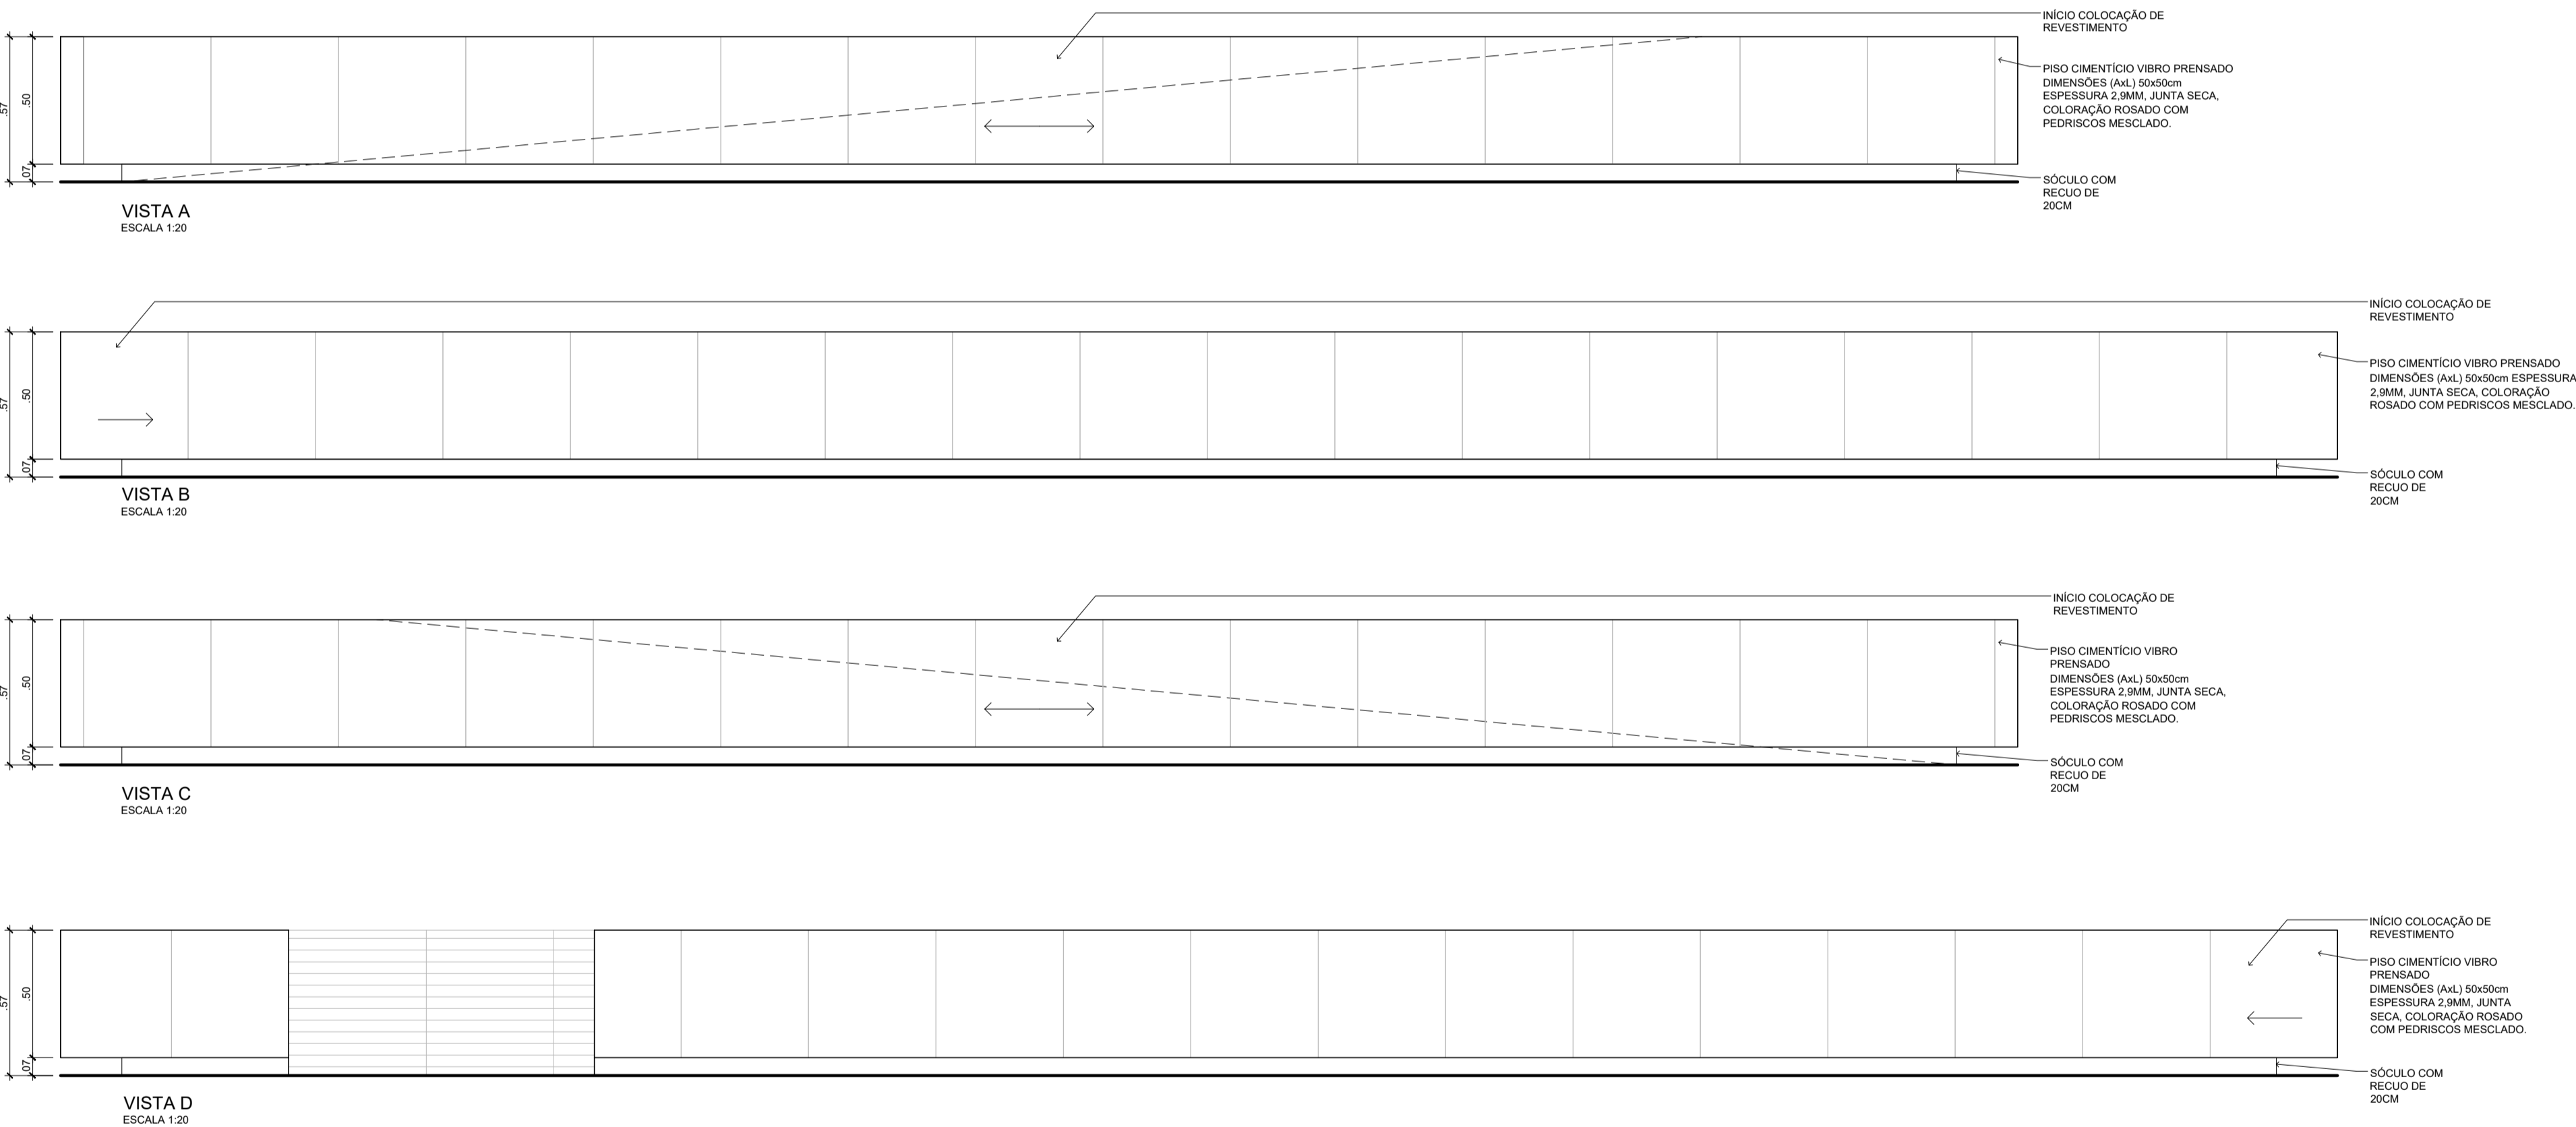 INÍCIO COLOCAÇÃO DE
REVESTIMENTO
PISO CIMENTÍCIO VIBRO PRENSADO
DIMENSÕES (AxL) 50x50cm
ESPESSURA 2,9MM, JUNTA SECA,
COLORAÇÃO ROSADO COM
PEDRISCOS MESCLADO.
.57
.50
.07
SÓCULO COM
RECUO DE
20CM
VISTA A
ESCALA 1:20
INÍCIO COLOCAÇÃO DE
REVESTIMENTO
PISO CIMENTÍCIO VIBRO PRENSADO
DIMENSÕES (AxL) 50x50cm ESPESSURA
2,9MM, JUNTA SECA, COLORAÇÃO
ROSADO COM PEDRISCOS MESCLADO.
.57
.50
.07
SÓCULO COM
RECUO DE
20CM
VISTA B
ESCALA 1:20
INÍCIO COLOCAÇÃO DE
REVESTIMENTO
PISO CIMENTÍCIO VIBRO
PRENSADO
DIMENSÕES (AxL) 50x50cm
ESPESSURA 2,9MM, JUNTA SECA,
COLORAÇÃO ROSADO COM
PEDRISCOS MESCLADO.
.57
.50
.07
SÓCULO COM
RECUO DE
20CM
VISTA C
ESCALA 1:20
INÍCIO COLOCAÇÃO DE
REVESTIMENTO
PISO CIMENTÍCIO VIBRO
PRENSADO
DIMENSÕES (AxL) 50x50cm
ESPESSURA 2,9MM, JUNTA
SECA, COLORAÇÃO ROSADO
COM PEDRISCOS MESCLADO.
.57
.50
.07
SÓCULO COM
RECUO DE
20CM
VISTA D
ESCALA 1:20